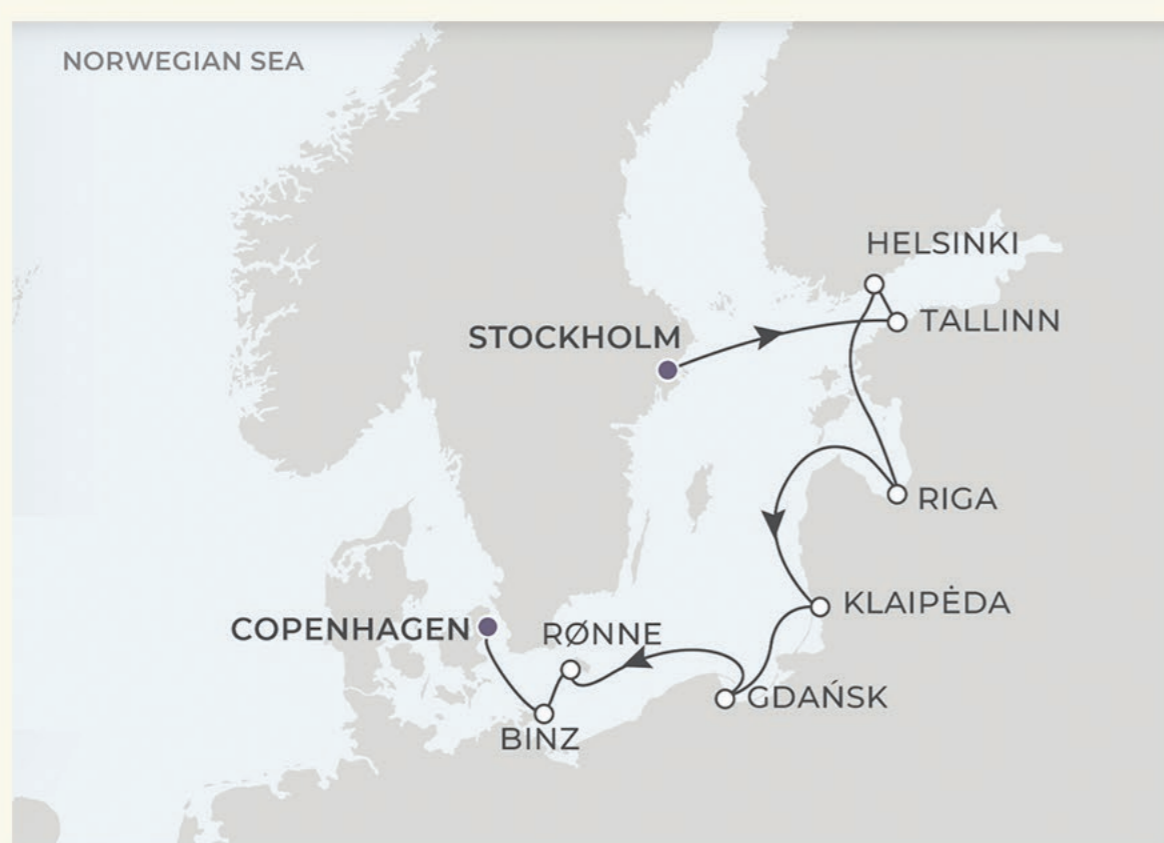 NORWEGIAN SEA
HELSINKI
TALLINN
STOCKHOLM
RIGA
KLAIPĖDA
COPENHAGEN
RØNNE
GDAŃSK
BINZ